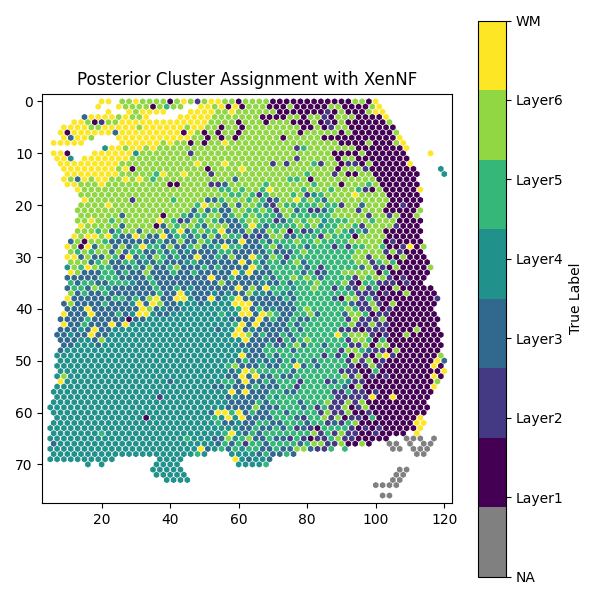 Posterior Cluster Assignment with XenNF
0
10
20
30
40
50
60
70
20
40
60
80
100
120
WM
Layer6
Layer5
Layer4
Layer3
Layer2
Layer1
NA
True Label